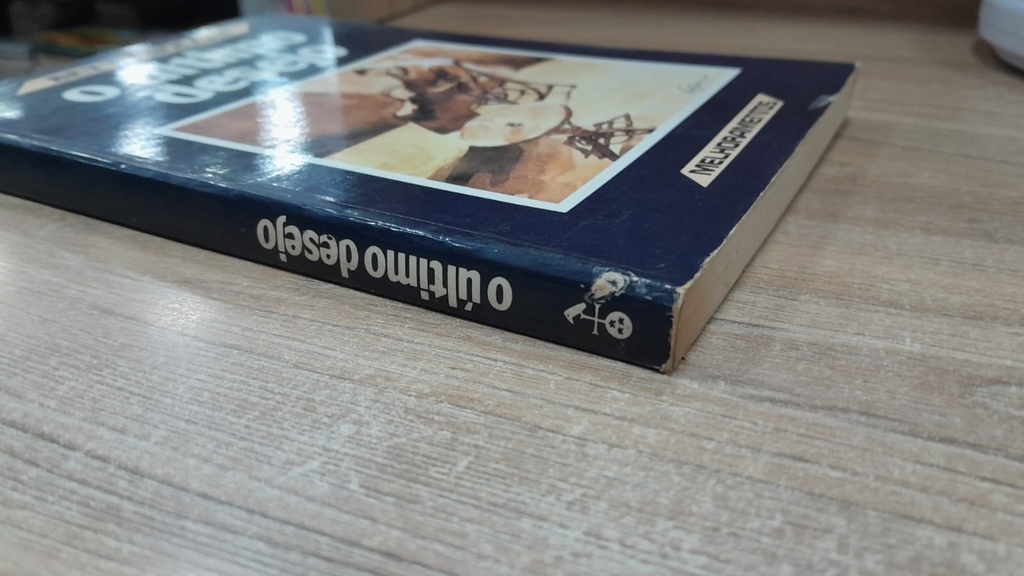 o último
desejo
MELHORAMENTOS
o último desejo